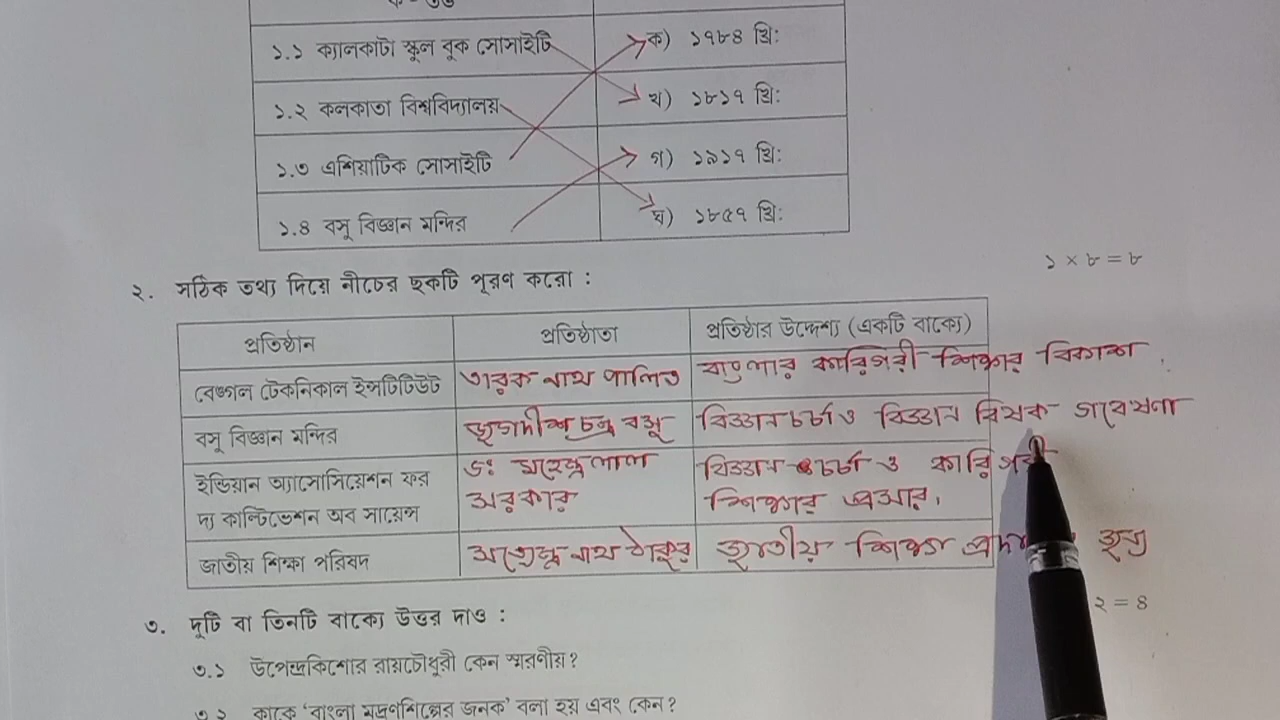 ১.১ ক্যালকাটা স্কুল বুক সোসাইটি ক) ১৭৮৪ খ্রি:
১.২ কলকাতা বিশ্ববিদ্যালয় খ) ১৮১৭ খ্রি:
১.৩ এশিয়াটিক সোসাইটি গ) ১৯১৭ খ্রি:
১.৪ বসু বিজ্ঞান মন্দির ঘ) ১৮৫৭ খ্রি:
২. সঠিক তথ্য দিয়ে নীচের ছকটি পূরণ করো : ১ × ৮ = ৮
প্রতিষ্ঠান প্রতিষ্ঠাতা প্রতিষ্ঠার উদ্দেশ্য (একটি বাক্যে)
বেঙ্গল টেকনিকাল ইন্সটিটিউট তারক নাথ পালিত বাংলার কারিগরী শিক্ষার বিকাশ
বসু বিজ্ঞান মন্দির জগদীশ চন্দ্র বসু বিজ্ঞান চর্চা ও বিজ্ঞান বিষয়ক গবেষণা
ইন্ডিয়ান অ্যাসোসিয়েশন ফর ডঃ মহেন্দ্রলাল বিজ্ঞান চর্চা ও কারিগরী
দ্য কাল্টিভেশন অব সায়েন্স সরকার শিক্ষার প্রসার।
জাতীয় শিক্ষা পরিষদ সত্যেন্দ্র নাথ ঠাকুর জাতীয় শিক্ষা জন্য
৩. দুটি বা তিনটি বাক্যে উত্তর দাও : ২ = ৪
৩.১ উপেন্দ্রকিশোর রায়চৌধুরী কেন স্মরণীয়?
৩.২ কাকে ‘বাংলা মুদ্রণশিল্পের জনক’ বলা হয় এবং কেন?